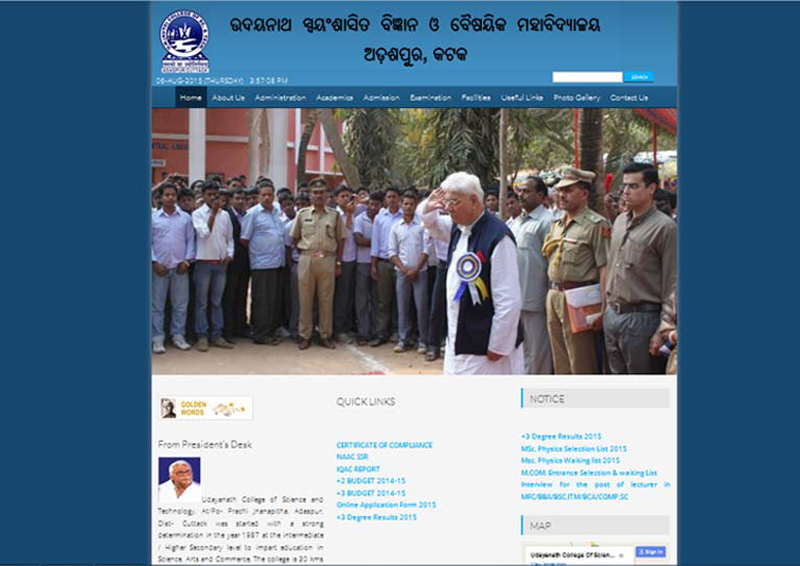 ଉଦୟନାଥ ସ୍ବୟଂଶାସିତ ବିଜ୍ଞାନ ଓ ବୈଷୟିକ ମହାବିଦ୍ୟାଳୟ
ଅଡ଼ଶପୁର, କଟକ
06-AUG-2015 (THURSDAY) 3:57:08 PM
SEARCH
Home About Us Administration Academics Admission Examination Facilities Useful Links Photo Gallery Contact Us
GOLDEN
WORDS
From President's Desk
Udayanath College of Science and
Technology, At/Po- Prachi Jnanapitha, Adaspur,
Dist- Cuttack was started with a strong
determination in the year 1987 at the intermediate
/ Higher Secondary level to impart education in
Science, Arts and Commerce. The college is 30 kms
QUICK LINKS
CERTIFICATE OF COMPLIANCE
NAAC SSR
IQAC REPORT
+2 BUDGET 2014-15
+3 BUDGET 2014-15
Online Application Form 2015
+3 Degree Results 2015
NOTICE
+3 Degree Results 2015
MSc. Physics Selection List 2015
Msc. Physics Waiting list 2015
M.COM. Entrance Selection & waiting List
Interview for the post of lecturer in
MFC/BBA/BSC.ITM/BCA/COMP.SC
MAP
Udayanath College Of Scien...
Sign in